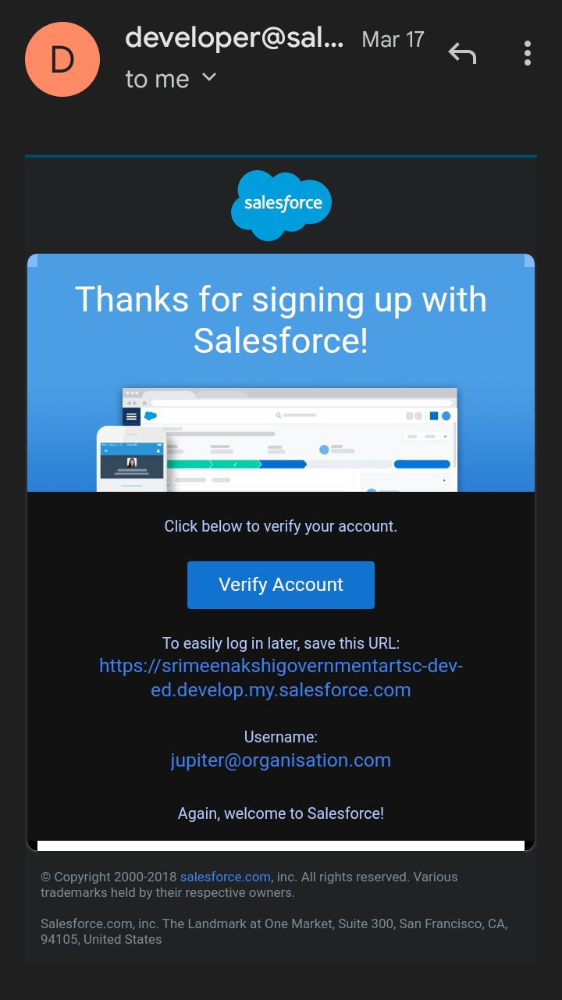 D
developer@sal... Mar 17
to me
salesforce
Thanks for signing up with
Salesforce!
Click below to verify your account.
Verify Account
To easily log in later, save this URL:
https://srimeenakshigovernmentartsc-dev-
ed.develop.my.salesforce.com
Username:
jupiter@organisation.com
Again, welcome to Salesforce!
© Copyright 2000-2018 salesforce.com, inc. All rights reserved. Various
trademarks held by their respective owners.
Salesforce.com, inc. The Landmark at One Market, Suite 300, San Francisco, CA,
94105, United States